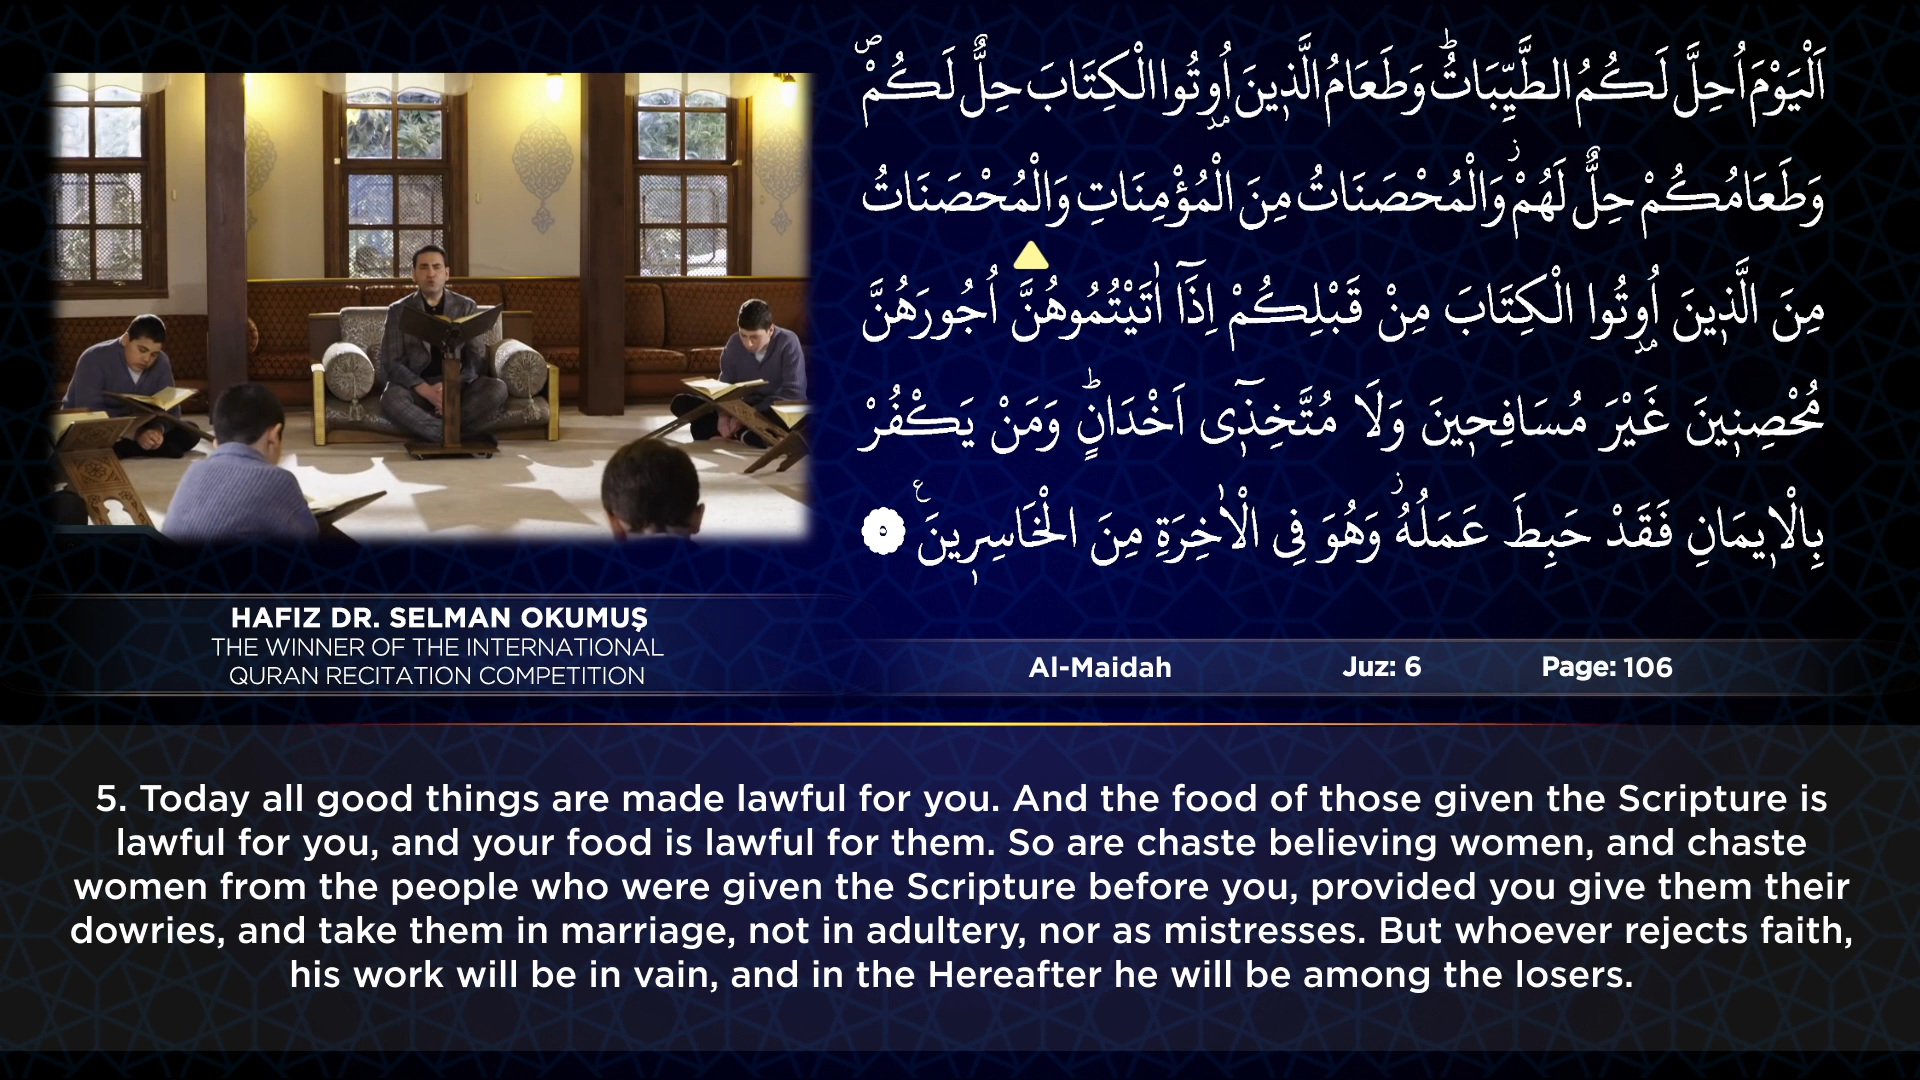 اَلْيَوْمَ اُحِلَّ لَكُمُ الطَّيِّبَاتُۜ وَطَعَامُ الَّذ۪ينَ اُو۫تُوا الْكِتَابَ حِلٌّ لَكُمْۖ
وَطَعَامُكُمْ حِلٌّ لَهُمْۘ وَالْمُحْصَنَاتُ مِنَ الْمُؤْمِنَاتِ وَالْمُحْصَنَاتُ
مِنَ الَّذ۪ينَ اُو۫تُوا الْكِتَابَ مِنْ قَبْلِكُمْ اِذَٓا اٰتَيْتُمُوهُنَّ اُجُورَهُنَّ
مُحْصِن۪ينَ غَيْرَ مُسَافِح۪ينَ وَلَا مُتَّخِذ۪ٓي اَخْدَانٍۜ وَمَنْ يَكْفُرْ
بِالْا۪يمَانِ فَقَدْ حَبِطَ عَمَلُهُۘ وَهُوَ فِي الْاٰخِرَةِ مِنَ الْخَاسِر۪ينَ۟ ﴿٥﴾
HAFIZ DR. SELMAN OKUMUŞ
THE WINNER OF THE INTERNATIONAL
QURAN RECITATION COMPETITION
Al-Maidah Juz: 6 Page: 106
5. Today all good things are made lawful for you. And the food of those given the Scripture is
lawful for you, and your food is lawful for them. So are chaste believing women, and chaste
women from the people who were given the Scripture before you, provided you give them their
dowries, and take them in marriage, not in adultery, nor as mistresses. But whoever rejects faith,
his work will be in vain, and in the Hereafter he will be among the losers.